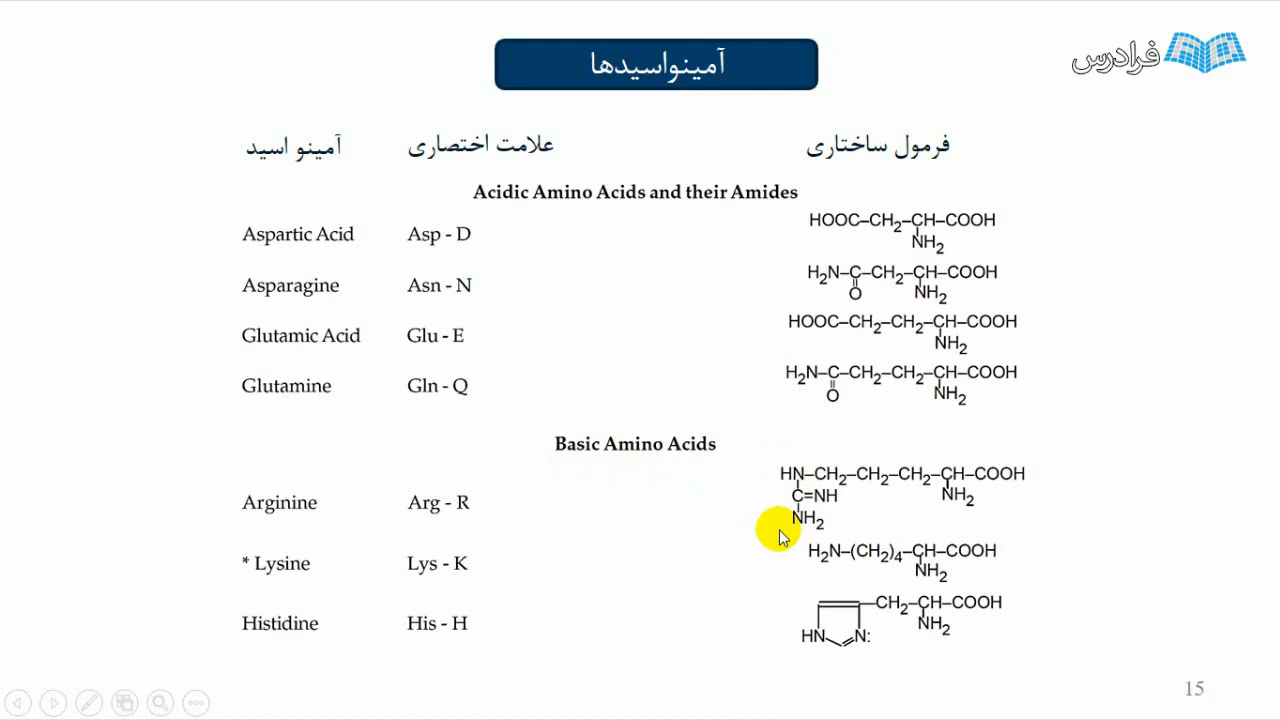 آمینواسیدها
فرادرس
آمینو اسید علامت اختصاری فرمول ساختاری
Acidic Amino Acids and their Amides
Aspartic Acid Asp - D HOOC–CH2–CH–COOH
NH2
Asparagine Asn - N H2N–C–CH2–CH–COOH
O NH2
Glutamic Acid Glu - E HOOC–CH2–CH2–CH–COOH
NH2
Glutamine Gln - Q H2N–C–CH2–CH2–CH–COOH
O NH2
Basic Amino Acids
HN–CH2–CH2–CH2–CH–COOH
Arginine Arg - R C=NH NH2
NH2
* Lysine Lys - K H2N–(CH2)4–CH–COOH
NH2
CH2–CH–COOH
Histidine His - H NH2
HN N:
15